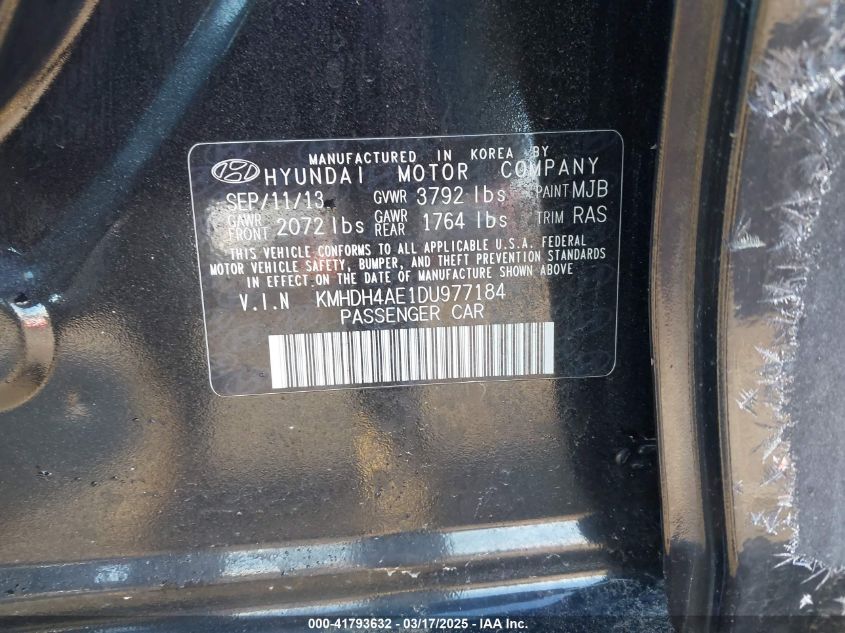 MANUFACTURED IN KOREA BY
HYUNDAI MOTOR COMPANY
SEP/11/13 GVWR 3792 lbs PAINT MJB
GAWR FRONT 2072 lbs GAWR REAR 1764 lbs TRIM RAS
THIS VEHICLE CONFORMS TO ALL APPLICABLE U.S.A. FEDERAL
MOTOR VEHICLE SAFETY, BUMPER, AND THEFT PREVENTION STANDARDS
IN EFFECT ON THE DATE OF MANUFACTURE SHOWN ABOVE
V.I.N KMHDH4AE1DU977184
PASSENGER CAR
000-41793632 / 03/17/2025 / IAA, Inc.